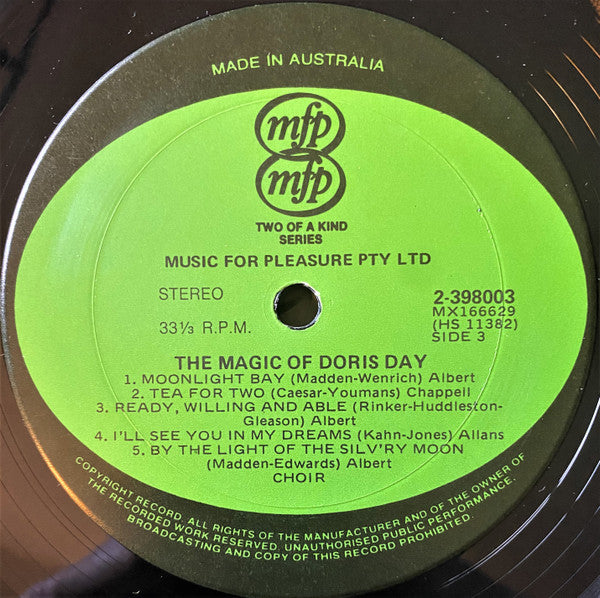 MADE IN AUSTRALIA
mfp
mfp
TWO OF A KIND
SERIES
MUSIC FOR PLEASURE PTY LTD
STEREO
33⅓ R.P.M.
2-398003
MX166629
(HS 11382)
SIDE 3
THE MAGIC OF DORIS DAY
1. MOONLIGHT BAY (Madden-Wenrich) Albert
2. TEA FOR TWO (Caesar-Youmans) Chappell
3. READY, WILLING AND ABLE (Rinker-Huddleston-
Gleason) Albert
4. I'LL SEE YOU IN MY DREAMS (Kahn-Jones) Allans
5. BY THE LIGHT OF THE SILV'RY MOON
(Madden-Edwards) Albert
CHOIR
COPYRIGHT RECORD. ALL RIGHTS OF THE MANUFACTURER AND OF THE OWNER OF
THE RECORDED WORK RESERVED. UNAUTHORISED PUBLIC PERFORMANCE,
BROADCASTING AND COPY OF THIS RECORD PROHIBITED.